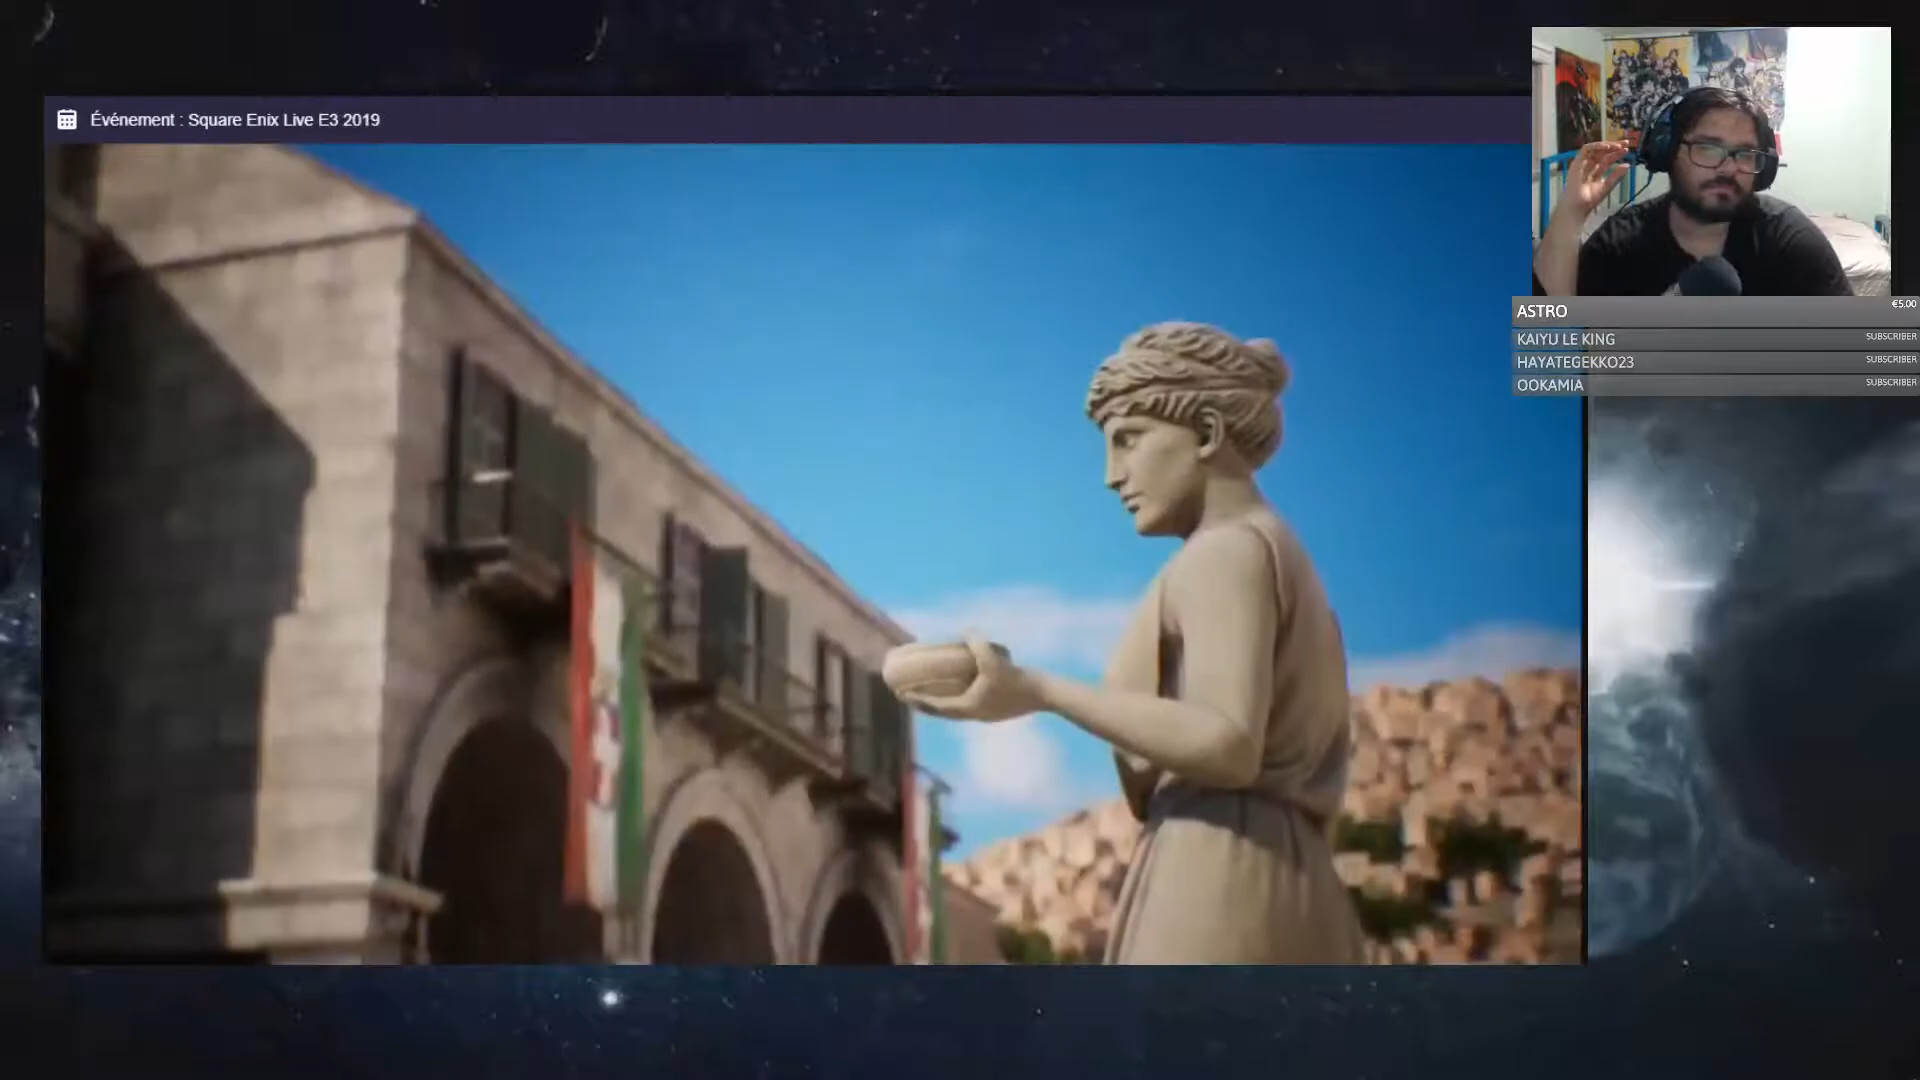 Événement : Square Enix Live E3 2019
ASTRO €5.00
KAIYU LE KING SUBSCRIBER
HAYATEGEKKO23 SUBSCRIBER
OOKAMIA SUBSCRIBER